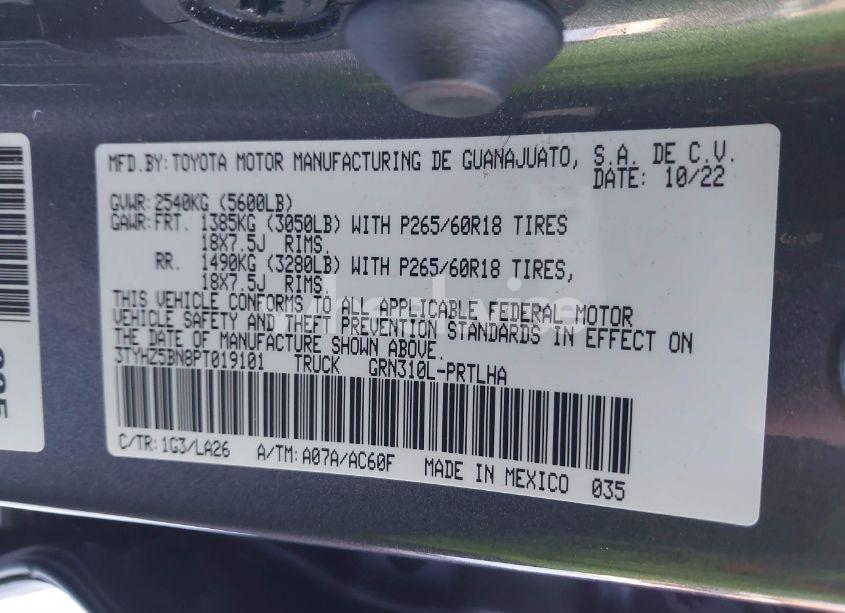 MFD.BY:TOYOTA MOTOR MANUFACTURING DE GUANAJUATO, S.A. DE C.V.
DATE: 10/22
GVWR:2540KG (5600LB)
GAWR:FRT. 1385KG (3050LB) WITH P265/60R18 TIRES
18X7.5J RIMS.
RR. 1490KG (3280LB) WITH P265/60R18 TIRES,
18X7.5J RIMS.
THIS VEHICLE CONFORMS TO ALL APPLICABLE FEDERAL MOTOR
VEHICLE SAFETY AND THEFT PREVENTION STANDARDS IN EFFECT ON
THE DATE OF MANUFACTURE SHOWN ABOVE.
3TYHZ5BN8PT019101 TRUCK GRN310L-PRTLHA
C/TR:1G3/LA26 A/TM:A07A/AC60F MADE IN MEXICO 035